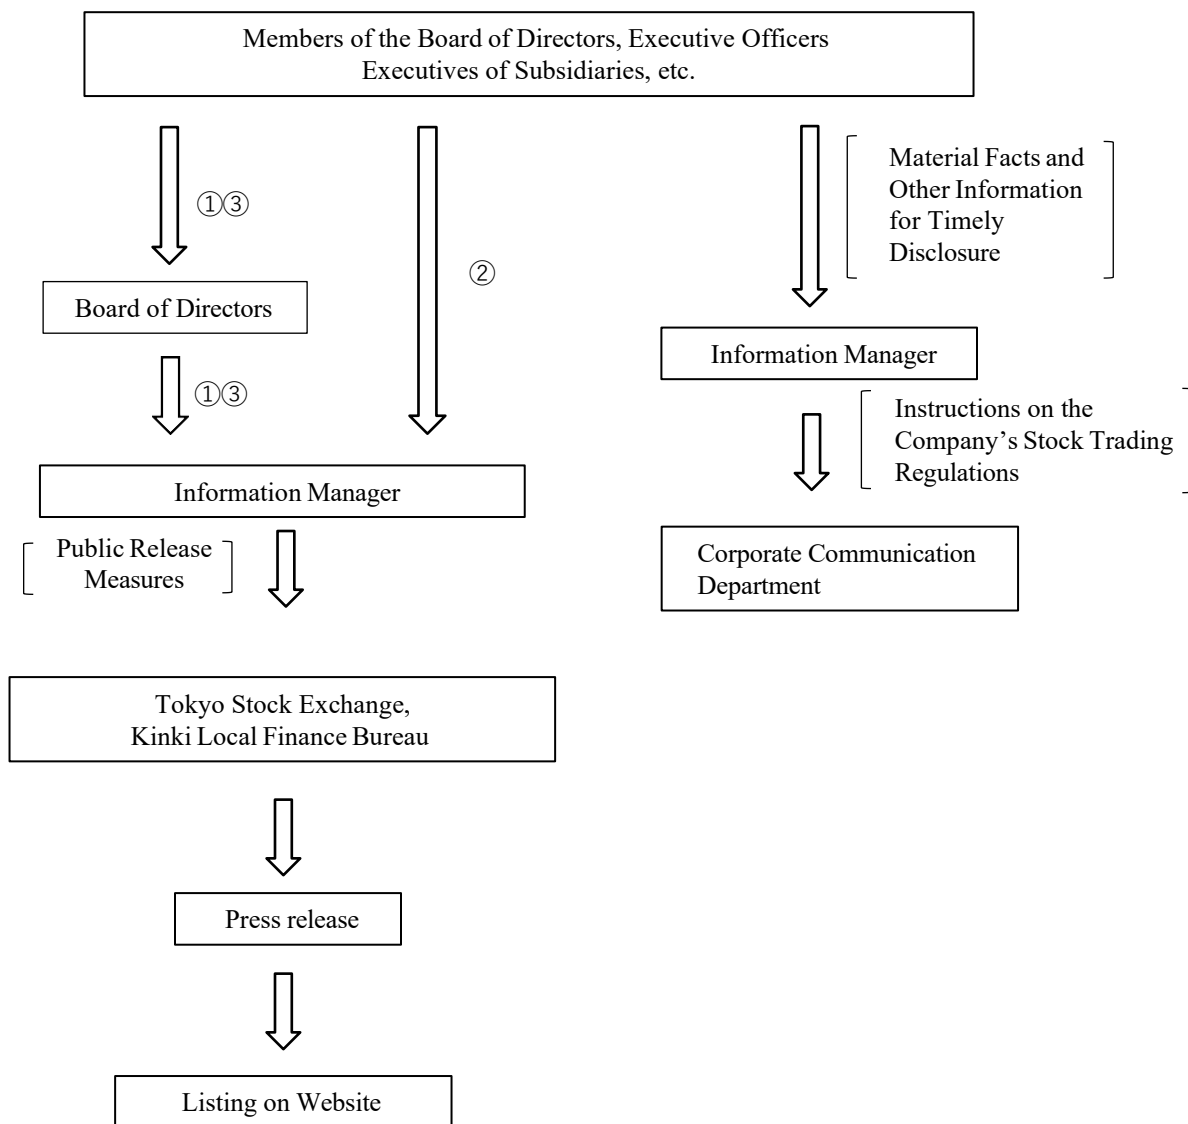 Members of the Board of Directors, Executive Officers
Executives of Subsidiaries, etc.
①③
②
Material Facts and
Other Information
for Timely
Disclosure
Board of Directors
①③
Information Manager
Instructions on the
Company’s Stock Trading
Regulations
Information Manager
Public Release
Measures
Corporate Communication
Department
Tokyo Stock Exchange,
Kinki Local Finance Bureau
Press release
Listing on Website